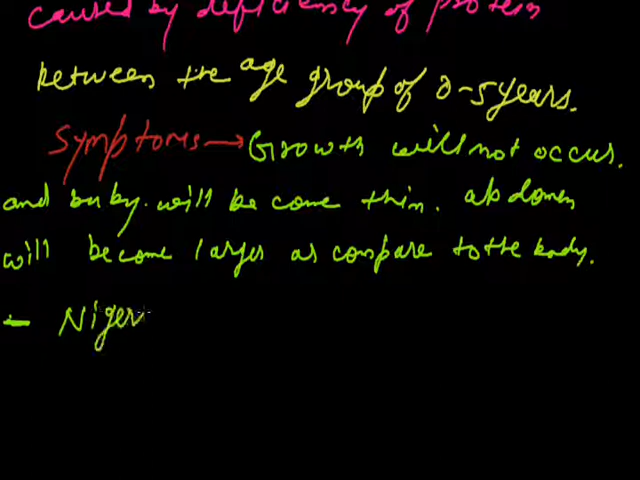 caused by deficiency of protein
between the age group of 0-5 years.
Symptoms → Growth will not occur.
and baby. will be come thin. abdomen
will become larger as compare to the body.
- Niger